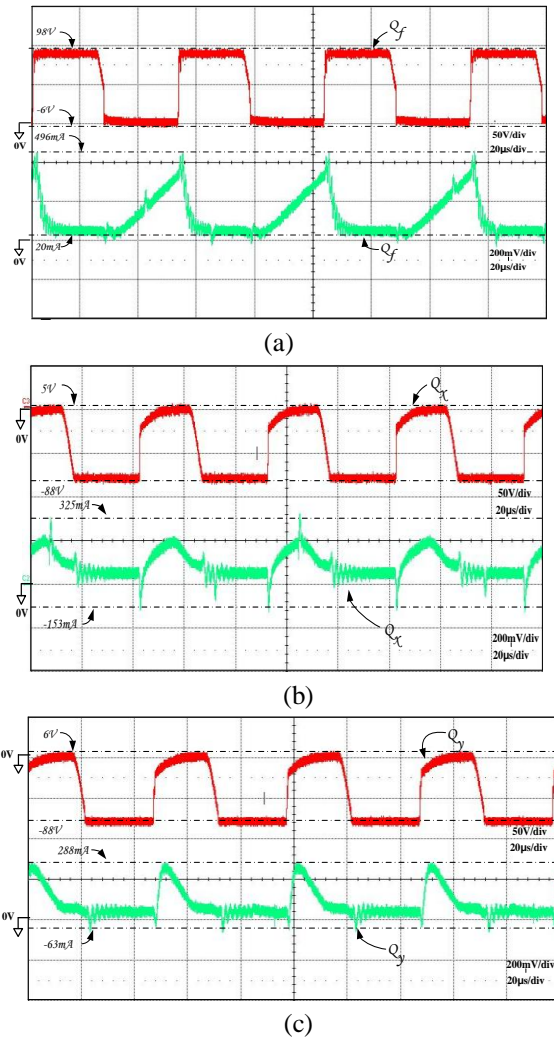 98V
Qf
-6V
0V
496mA
50V/div
20µs/div
20mA
Qf
0V
200mV/div
20µs/div
(a)
5V
Qx
C3
0V
-88V
50V/div
325mA
20µs/div
C2
0V
-153mA
Qx
200mV/div
20µs/div
(b)
6V
Qy
0V
-88V
50V/div
288mA
20µs/div
0V
-63mA
Qy
200mV/div
20µs/div
(c)